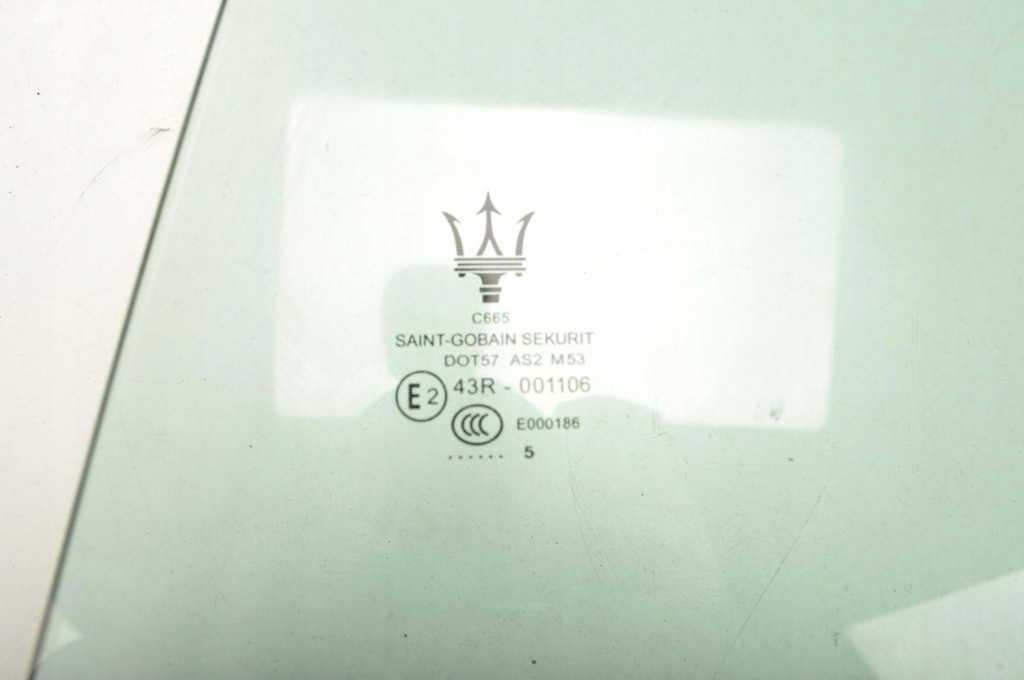 C665
SAINT-GOBAIN SEKURIT
DOT57 AS2 M53
E2 43R - 001106
CCC E000186
...... 5